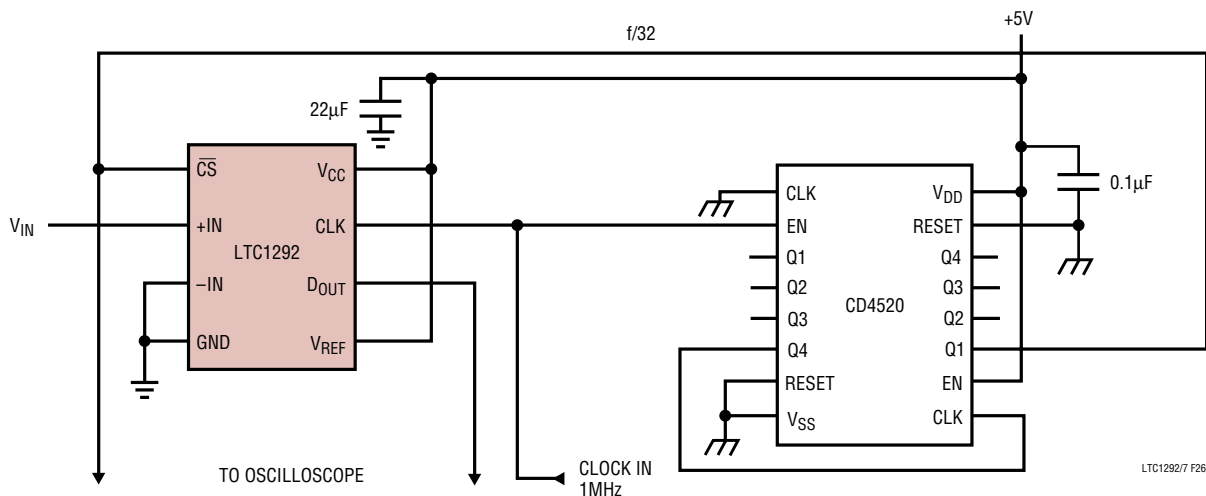 +5V
f/32
22µF
C̅S̅
VCC
VIN
+IN
CLK
LTC1292
–IN
DOUT
GND
VREF
CLK
VDD
0.1µF
EN
RESET
Q1
Q4
Q2
Q3
CD4520
Q3
Q2
Q4
Q1
RESET
EN
VSS
CLK
TO OSCILLOSCOPE
CLOCK IN
1MHz
LTC1292/7 F26